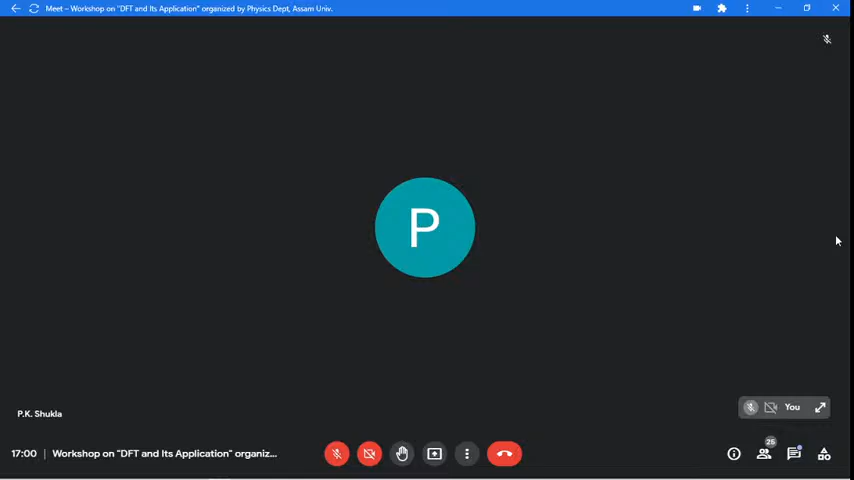 Meet – Workshop on "DFT and Its Application" organized by Physics Dept, Assam Univ.
P
P.K. Shukla
You
25
17:00 | Workshop on "DFT and Its Application" organiz...